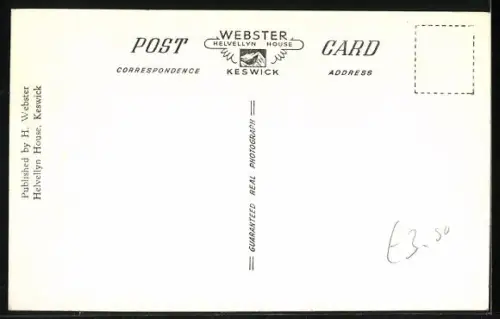 POST WEBSTER CARD
HELVELLYN HOUSE
CORRESPONDENCE KESWICK ADDRESS
Published by H. Webster
Helvellyn House, Keswick
GUARANTEED REAL PHOTOGRAPH
£3.50